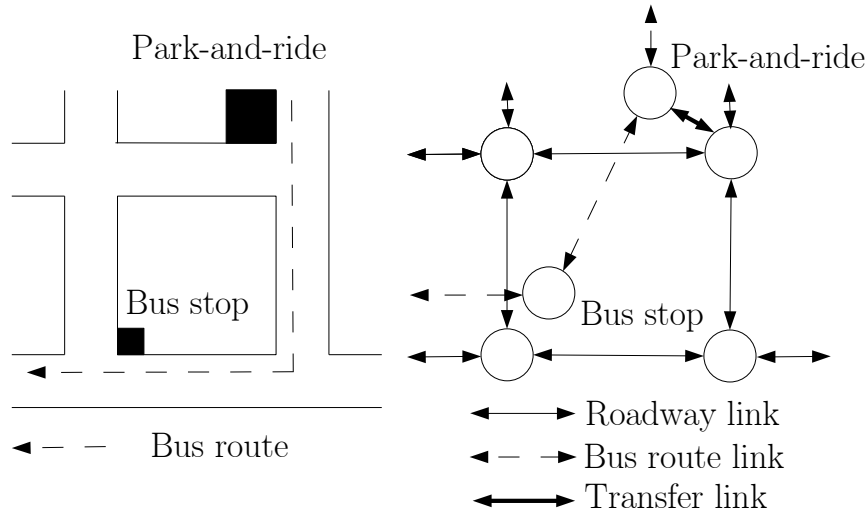 Park-and-ride
Bus stop
Bus route
Park-and-ride
Bus stop
Roadway link
Bus route link
Transfer link